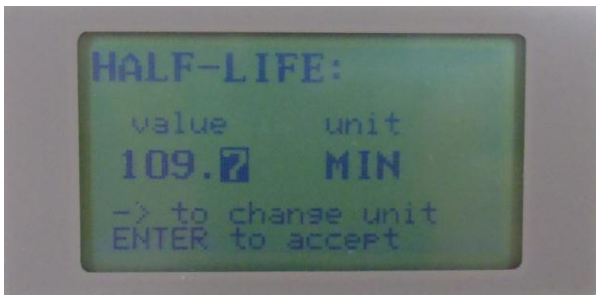 HALF-LIFE:
value unit
109.7 MIN
-> to change unit
ENTER to accept